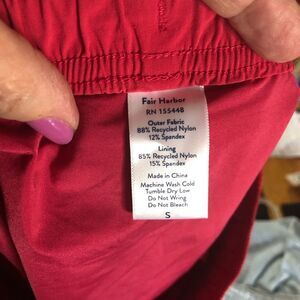 Fair Harbor
RN 155448
Outer Fabric
88% Recycled Nylon
12% Spandex
Lining
85% Recycled Nylon
15% Spandex
Made in China
Machine Wash Cold
Tumble Dry Low
Do Not Wring
Do Not Bleach
S